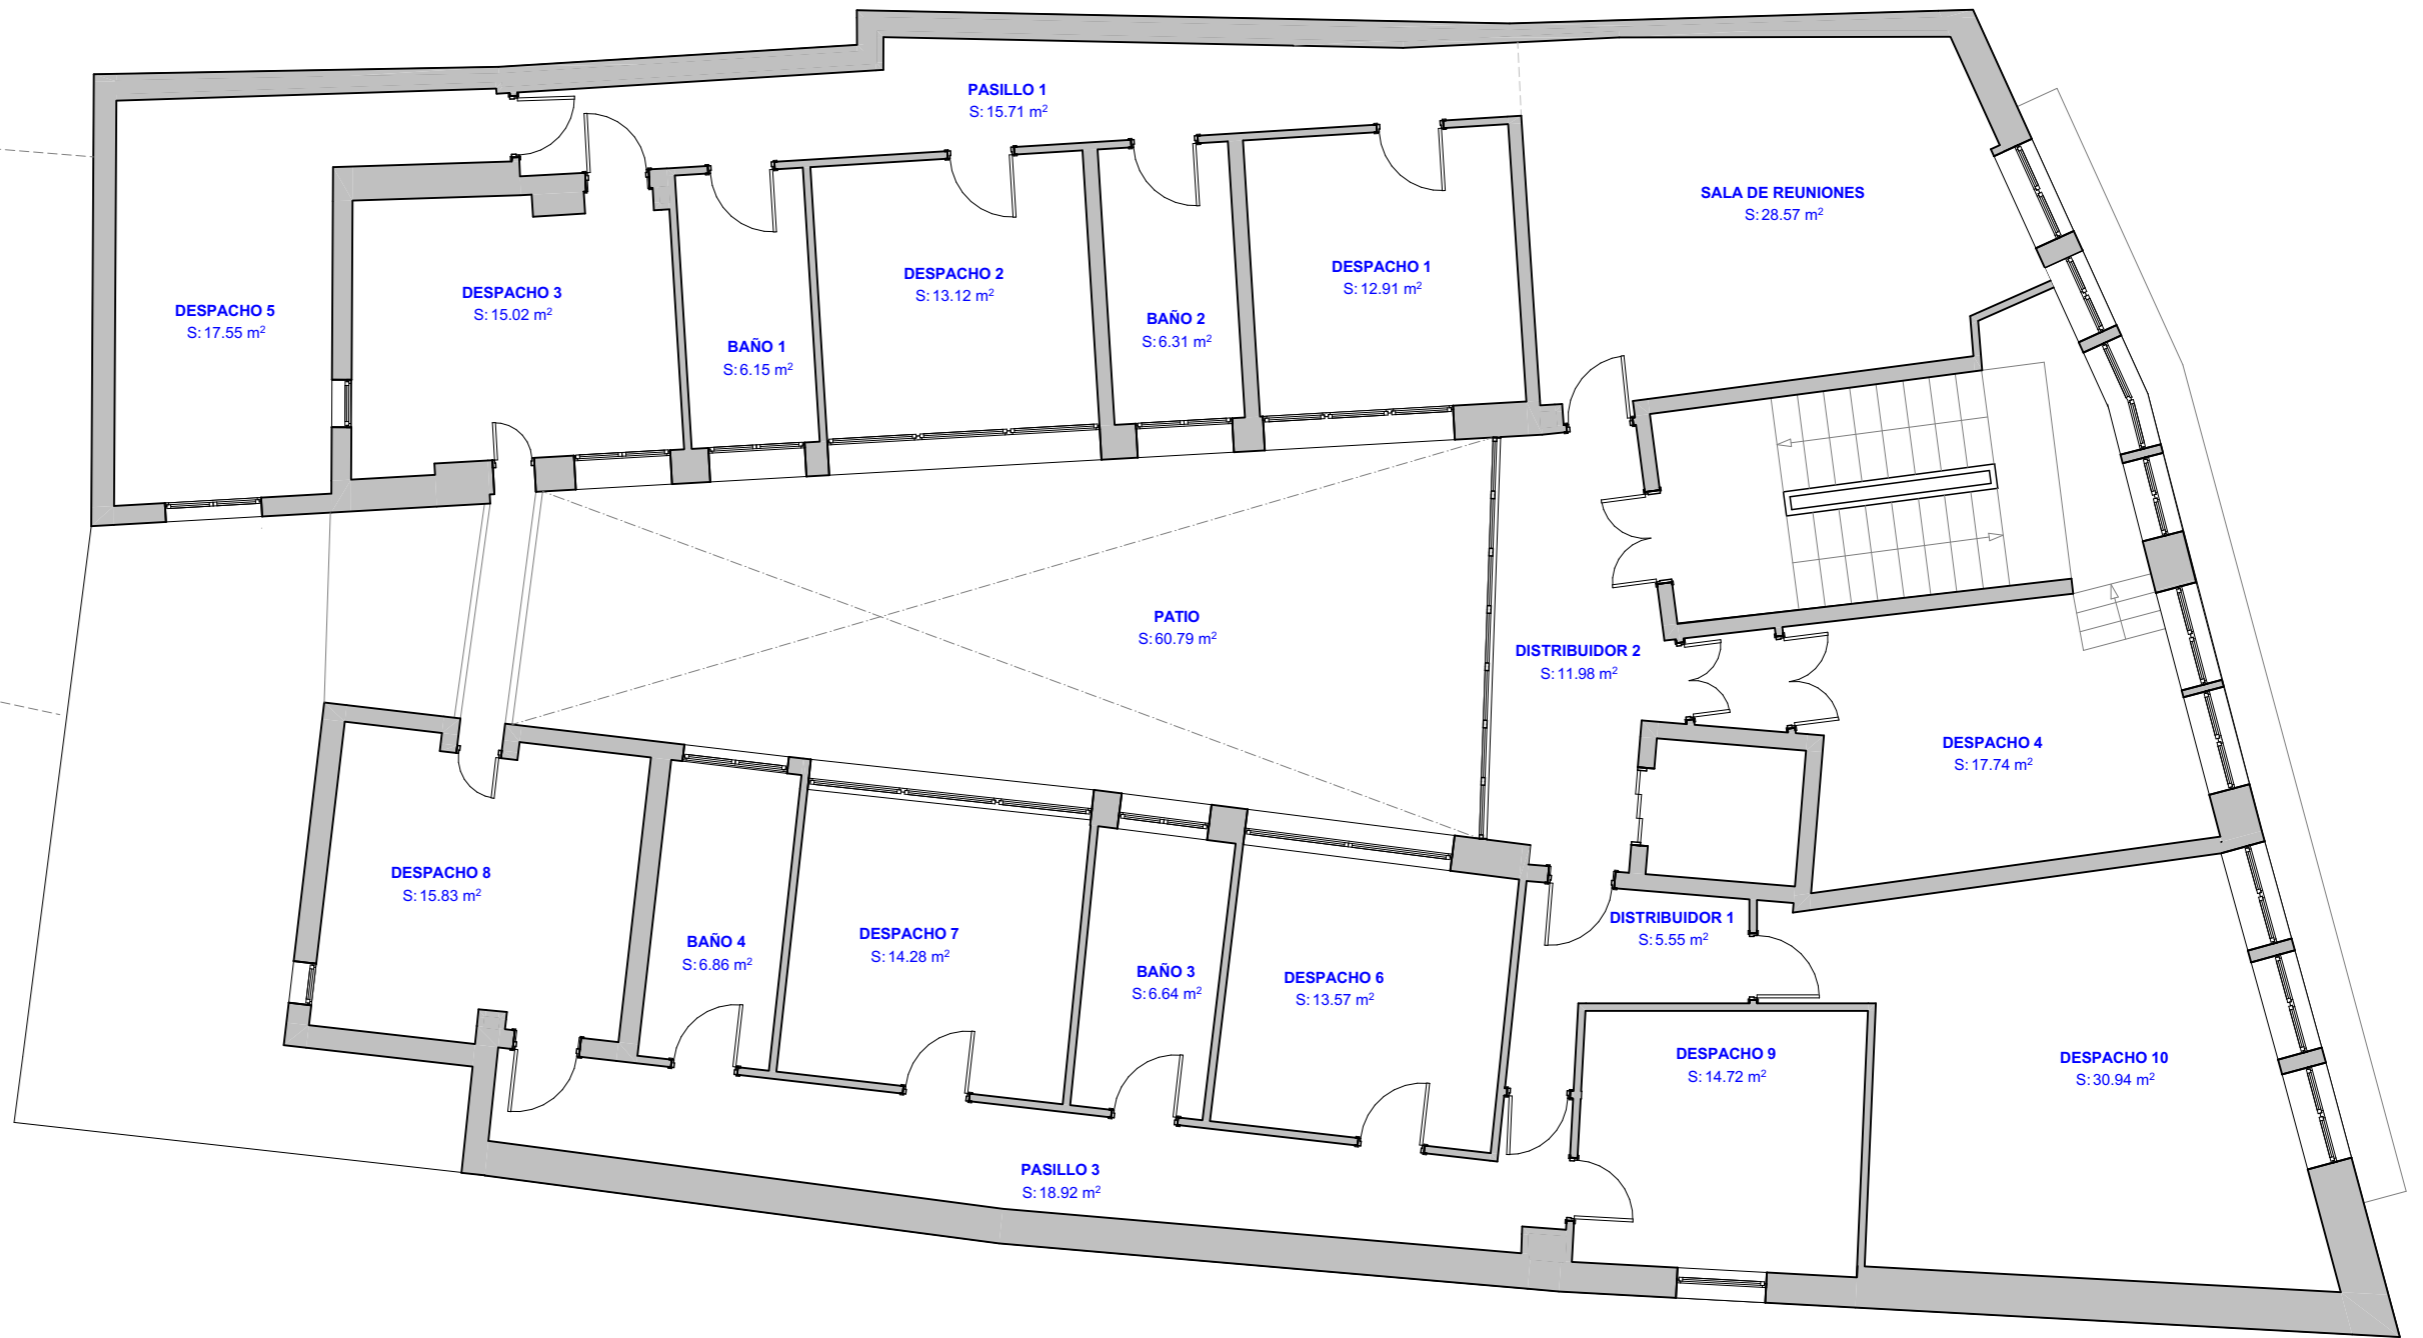 PASILLO 1
S: 15.71 m²
SALA DE REUNIONES
S: 28.57 m²
DESPACHO 5
S: 17.55 m²
DESPACHO 3
S: 15.02 m²
BAÑO 1
S: 6.15 m²
DESPACHO 2
S: 13.12 m²
BAÑO 2
S: 6.31 m²
DESPACHO 1
S: 12.91 m²
PATIO
S: 60.79 m²
DISTRIBUIDOR 2
S: 11.98 m²
DESPACHO 4
S: 17.74 m²
DESPACHO 8
S: 15.83 m²
BAÑO 4
S: 6.86 m²
DESPACHO 7
S: 14.28 m²
BAÑO 3
S: 6.64 m²
DESPACHO 6
S: 13.57 m²
DISTRIBUIDOR 1
S: 5.55 m²
DESPACHO 9
S: 14.72 m²
DESPACHO 10
S: 30.94 m²
PASILLO 3
S: 18.92 m²